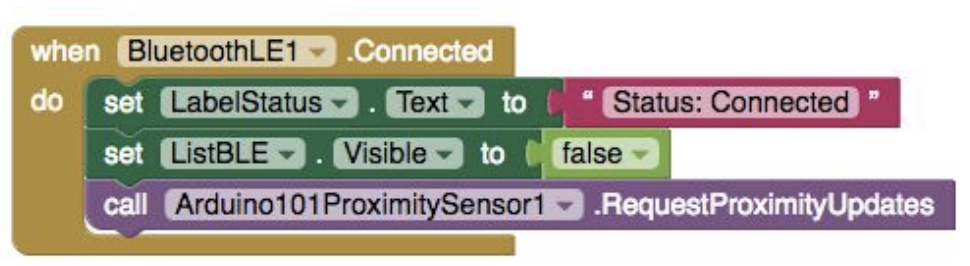 when BluetoothLE1 .Connected
do set LabelStatus . Text to " Status: Connected "
set ListBLE . Visible to false
call Arduino101ProximitySensor1 .RequestProximityUpdates